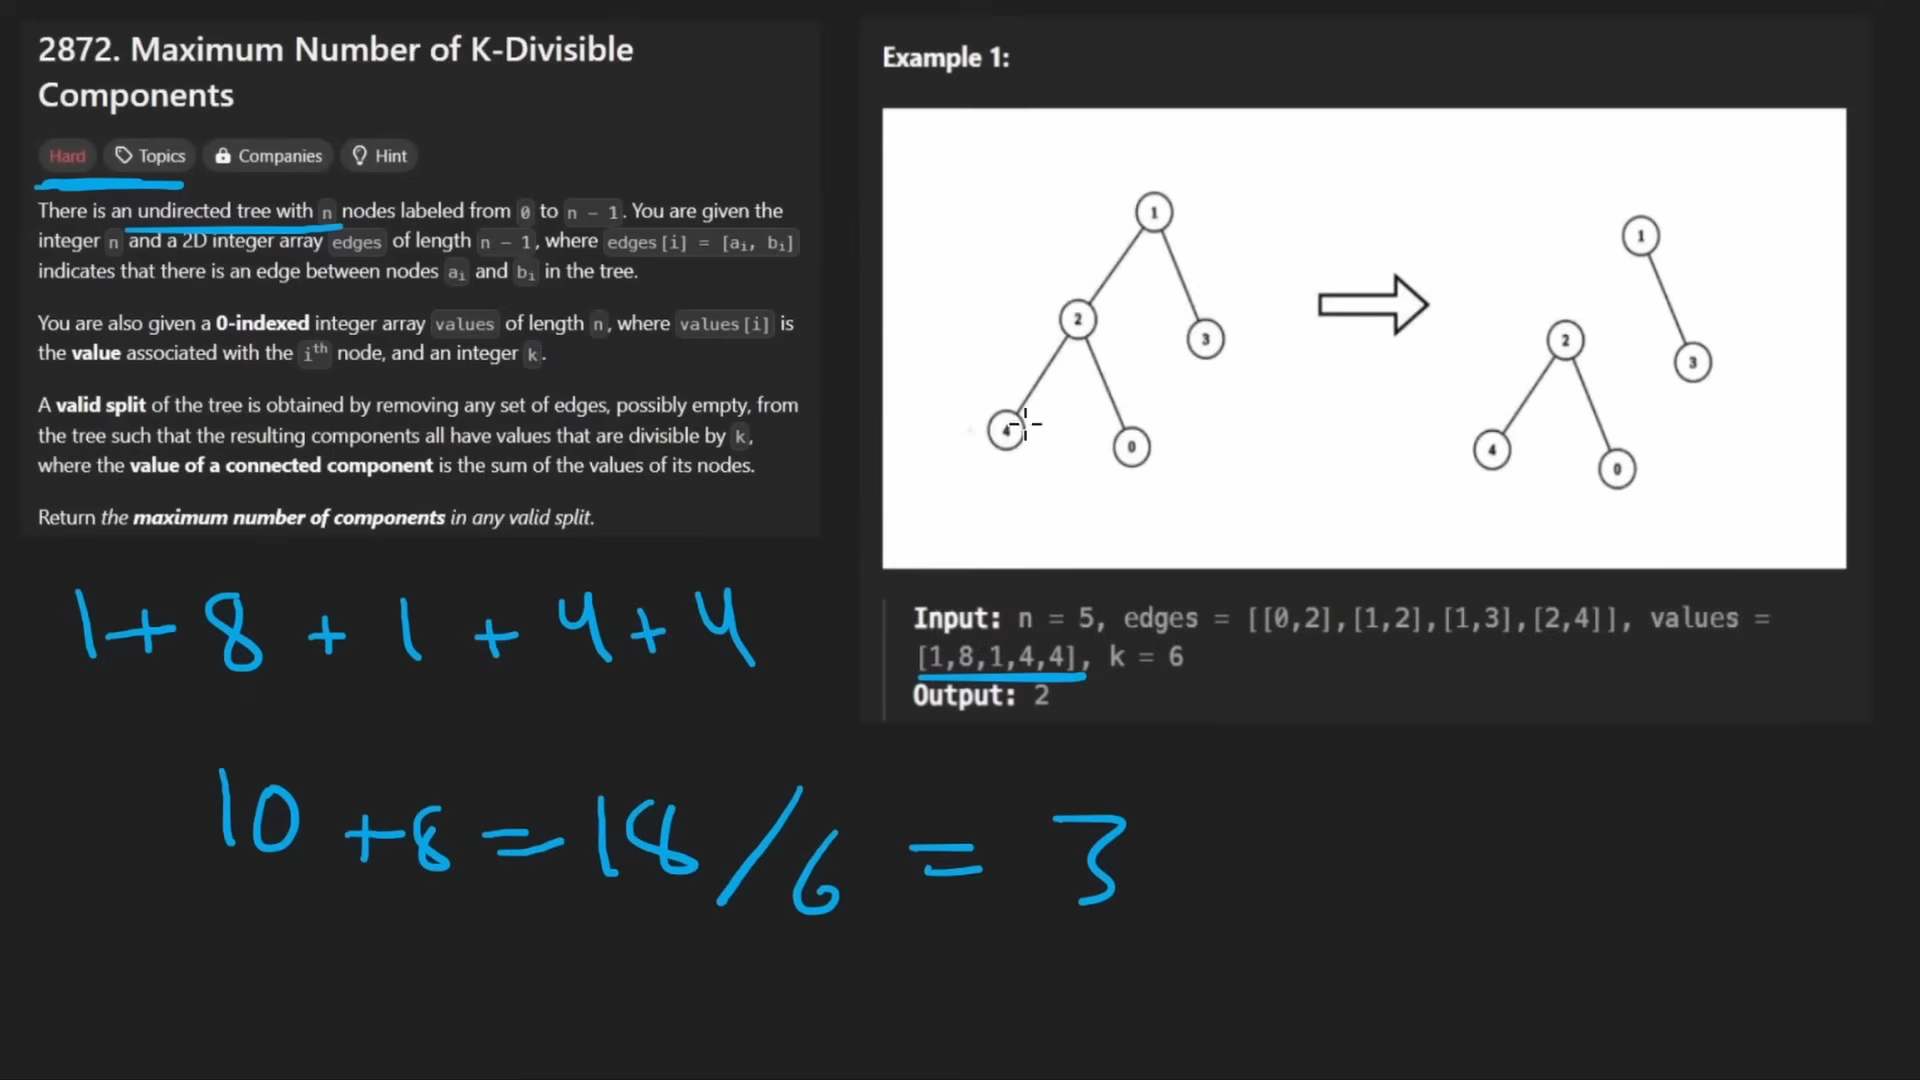 2872. Maximum Number of K-Divisible
Components
Hard Topics Companies Hint
There is an undirected tree with n nodes labeled from 0 to n - 1. You are given the
integer n and a 2D integer array edges of length n - 1, where edges[i] = [aᵢ, bᵢ]
indicates that there is an edge between nodes aᵢ and bᵢ in the tree.
You are also given a 0-indexed integer array values of length n, where values[i] is
the value associated with the iᵗʰ node, and an integer k.
A valid split of the tree is obtained by removing any set of edges, possibly empty, from
the tree such that the resulting components all have values that are divisible by k,
where the value of a connected component is the sum of the values of its nodes.
Return the maximum number of components in any valid split.
1+8+1+4+4
10+8=18/6=3
Example 1:
1
2
3
4
0
1
2
3
4
0
Input: n = 5, edges = [[0,2],[1,2],[1,3],[2,4]], values =
[1,8,1,4,4], k = 6
Output: 2